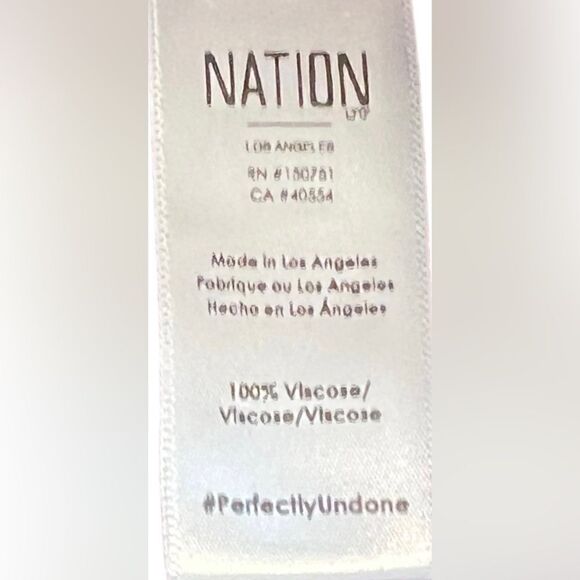 NATION
LTD
LOS ANGELES
RN #150781
CA #40554
Made In Los Angeles
Fabrique au Los Angeles
Hecho en Los Ángeles
100% Viscose/
Viscose/Viscose
#PerfectlyUndone